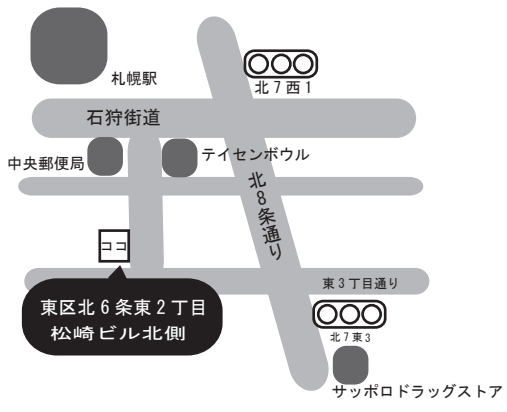 札幌駅
北7西1
石狩街道
中央郵便局
テイセンボウル
北8条通り
ココ
東3丁目通り
東区北6条東2丁目
松崎ビル北側
北7東3
サッポロドラッグストア